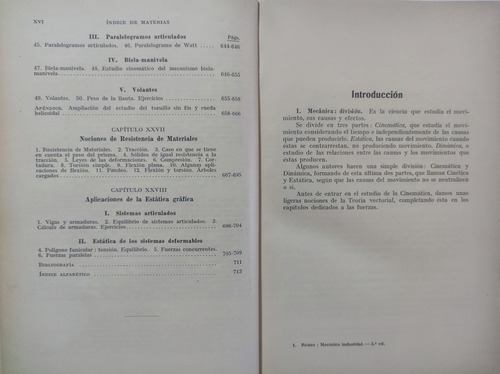 XVI ÍNDICE DE MATERIAS
Págs.
III. Paralelogramos articulados
45. Paralelogramos articulados. 46. Paralelogramo de Watt . . . 644-646
IV. Biela-manivela
47. Biela-manivela. 48. Estudio cinemático del mecanismo biela-
manivela. . . . 646-655
V. Volantes
49. Volantes. 50. Peso de la llanta. Ejercicios . . . 655-658
APÉNDICE. Ampliación del estudio del tornillo sin fin y rueda
helicoidal . . . 658-666
CAPÍTULO XXVII
Nociones de Resistencia de Materiales
1. Resistencia de Materiales. 2. Tracción. 3. Caso en que se
tiene en cuenta el peso del prisma. 4. Sólidos de igual resistencia a la
tracción. 5. Leyes de las deformaciones. 6. Compresión. 7. Cor-
tadura. 8. Torsión simple. 9. Flexión plana. 10. Algunas aplica-
ciones de flexión. 11. Pandeo. 12. Flexión y torsión. Árboles
cargados . . . 667-695
CAPÍTULO XXVIII
Aplicaciones de la Estática gráfica
I. Sistemas articulados
1. Vigas y armaduras. 2. Equilibrio de sistemas articulados. 3.
Cálculo de armaduras. Ejercicios . . . 696-704
II. Estática de los sistemas deformables
4. Polígono funicular: tensión. Equilibrio. 5. Fuerzas concurrentes.
6. Fuerzas paralelas . . . 705-709
BIBLIOGRAFÍA . . . 711
ÍNDICE ALFABÉTICO . . . 713
Introducción
1. Mecánica: división. Es la ciencia que estudia el movi-
miento, sus causas y efectos.
Se divide en tres partes: Cinemática, que estudia el movi-
miento considerando el tiempo e independientemente de las causas
que pueden producirlo. Estática, las causas del movimiento cuando
éstas se contrarrestan, no produciendo movimiento. Dinámica, o
estudio de las relaciones entre las causas y los movimientos que
éstas producen.
Algunos autores hacen una simple división: Cinemática y
Dinámica, formando de esta última dos partes, que llaman Cinética
y Estática, según que las causas del movimiento no se neutralicen
o sí.
Antes de entrar en el estudio de la Cinemática, damos unas
ligeras nociones de la Teoría vectorial, completando ésta en los
capítulos dedicados a las fuerzas.
1. : Mecánica industrial. — 3.ª ed.